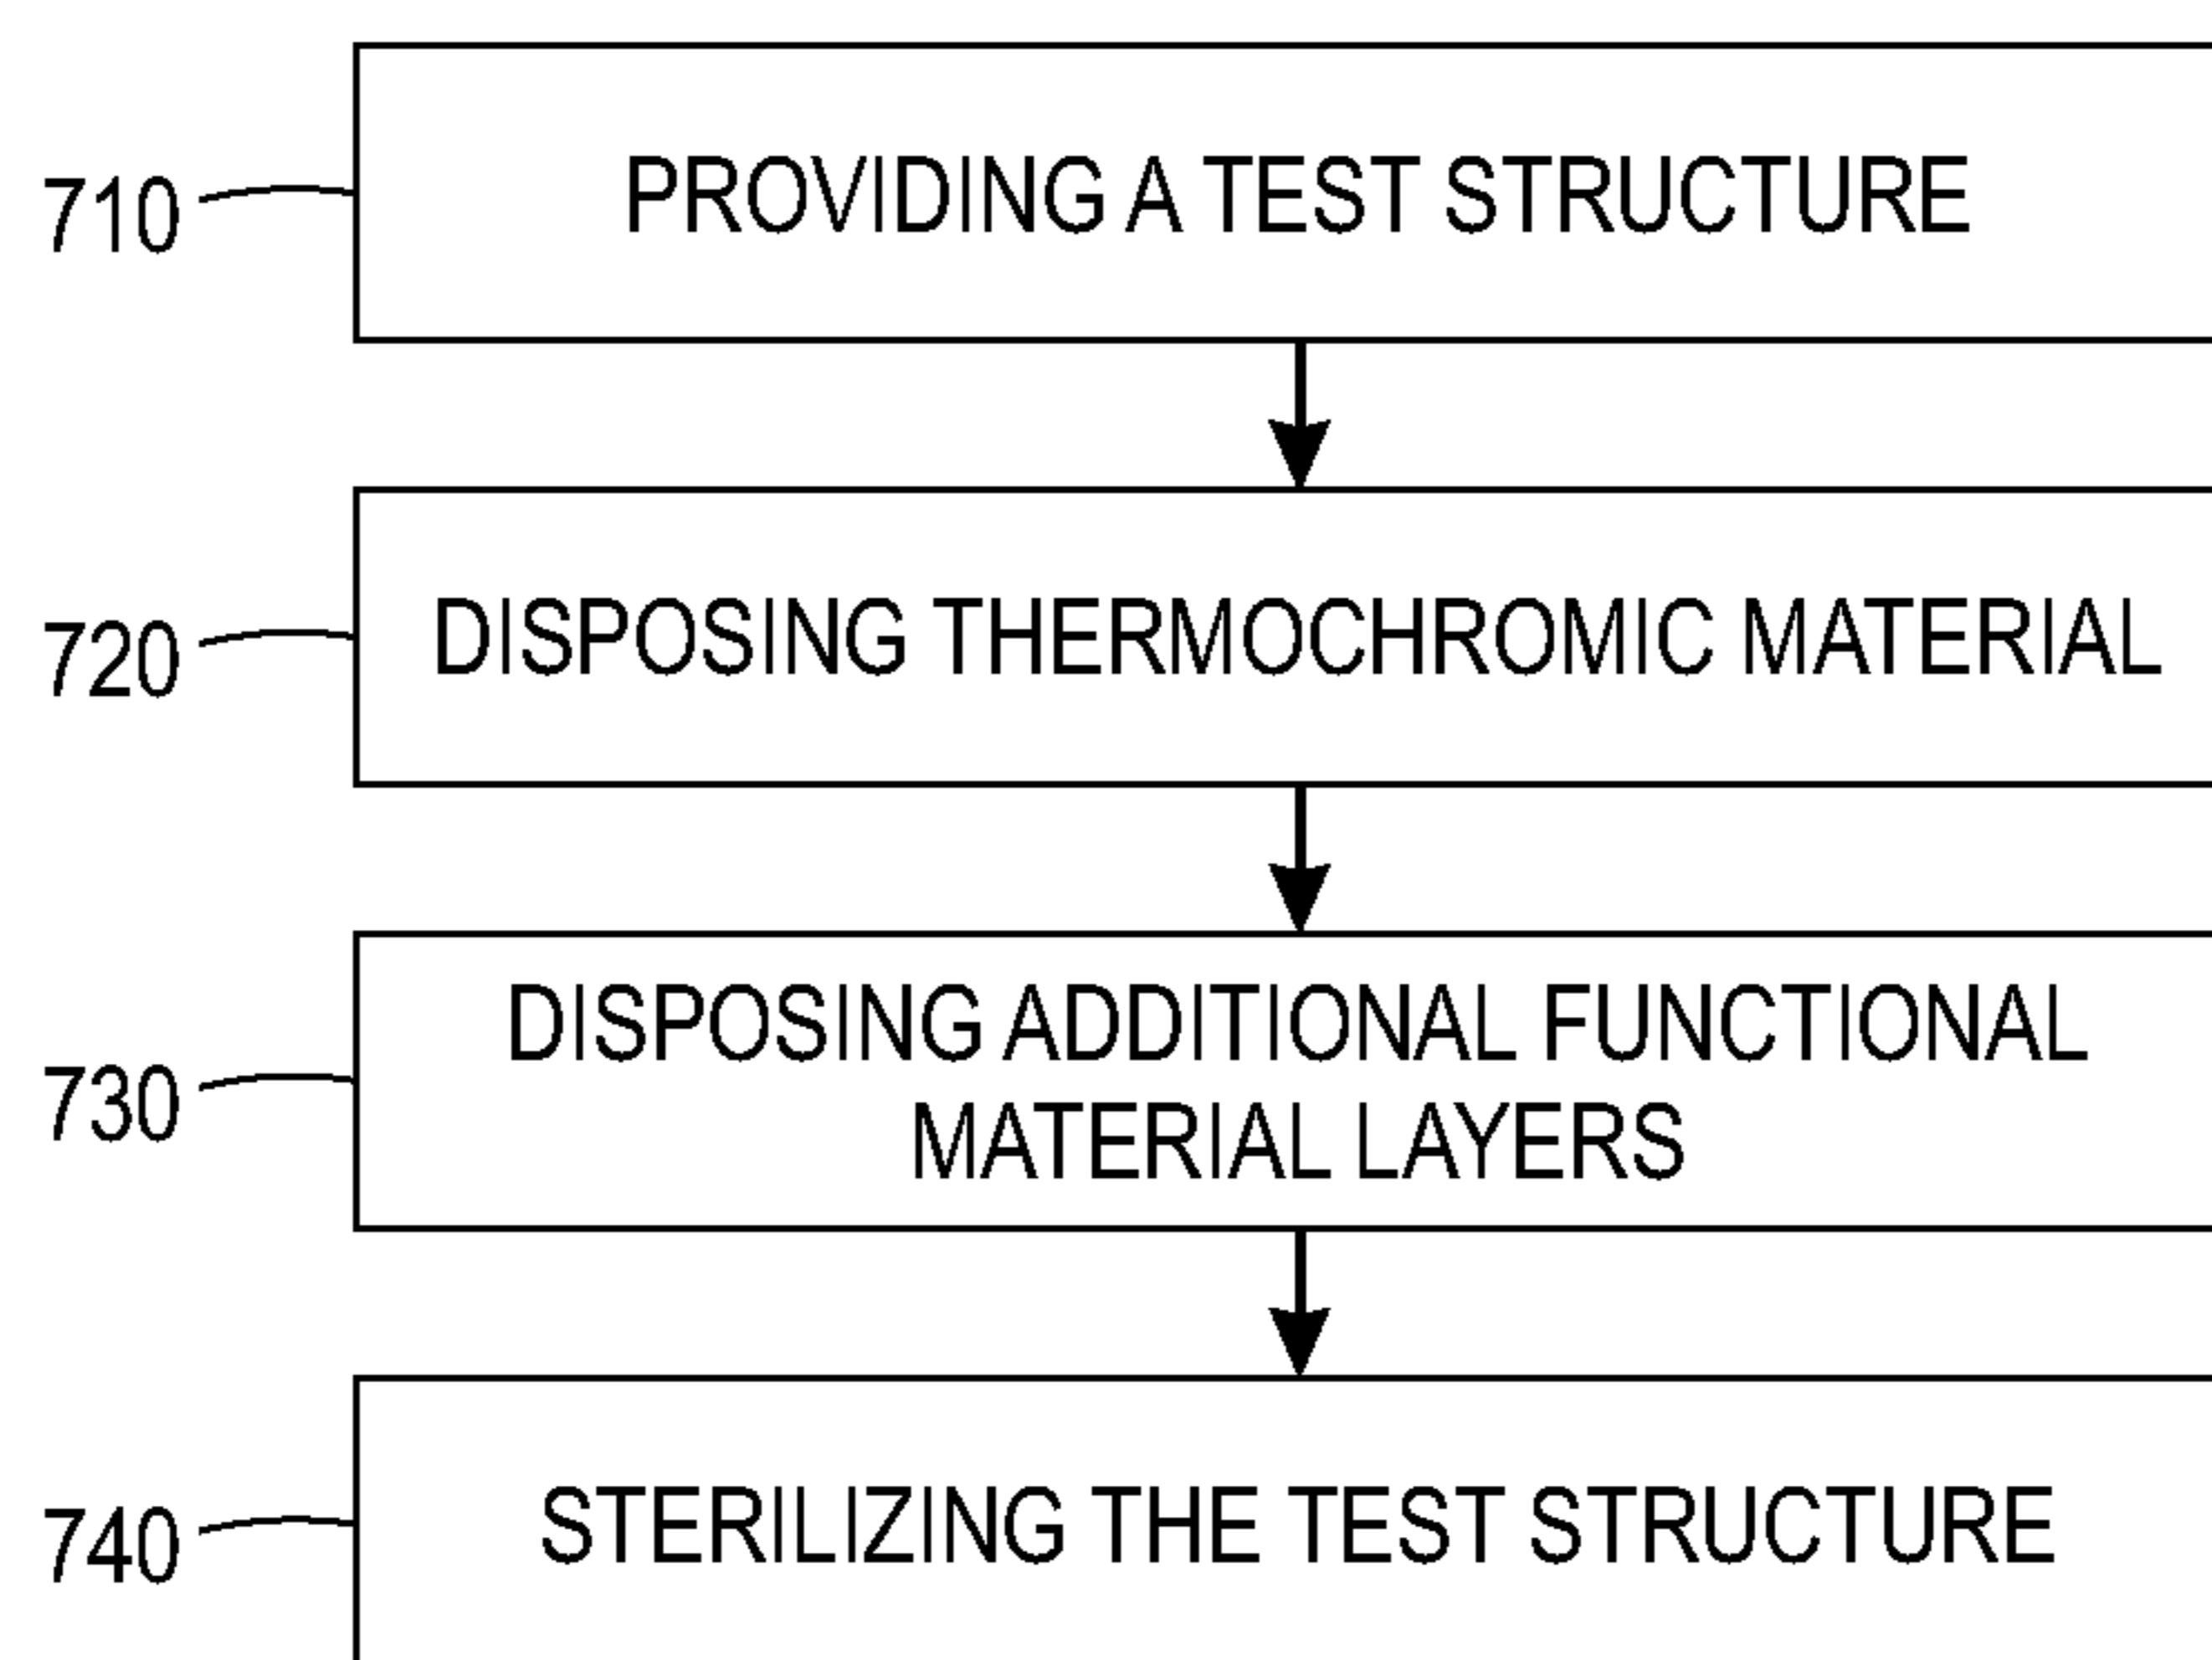 710
PROVIDING A TEST STRUCTURE
720
DISPOSING THERMOCHROMIC MATERIAL
730
DISPOSING ADDITIONAL FUNCTIONAL
MATERIAL LAYERS
740
STERILIZING THE TEST STRUCTURE